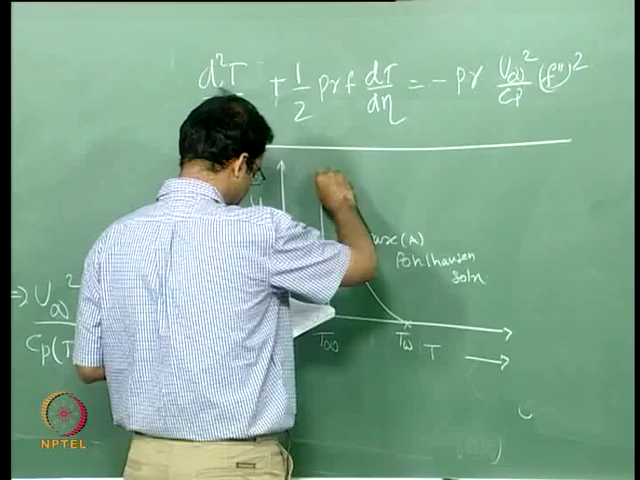 d²T + 1/2 Pr f dT/dη = - Pr U∞²/Cp (f'')²
(A)
Pohlhausen
soln
⇒ U∞²
Cp(T
T∞ Tw T
NPTEL